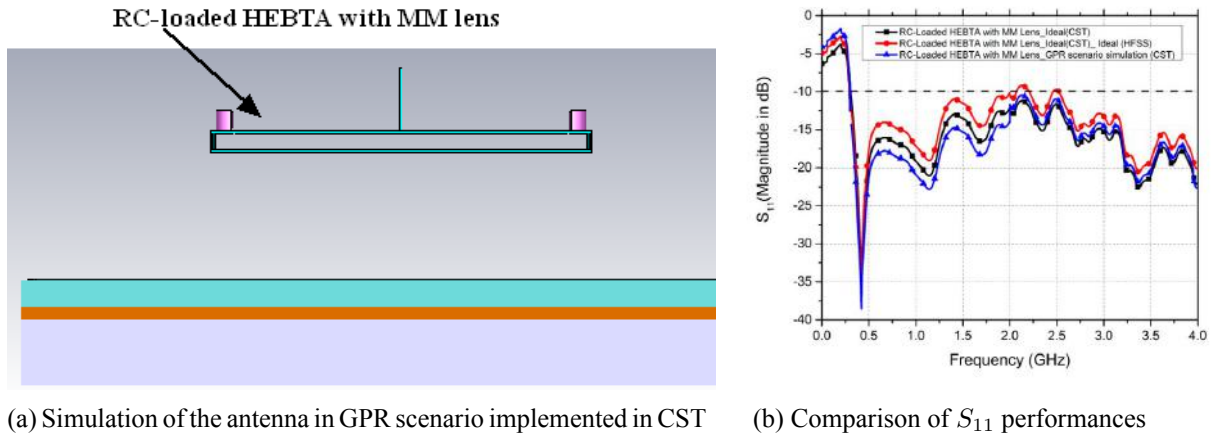 RC-loaded HEBTA with MM lens
(a) Simulation of the antenna in GPR scenario implemented in CST
S11(Magnitude in dB)
0
-5
-10
-15
-20
-25
-30
-35
-40
RC-Loaded HEBTA with MM Lens_Ideal(CST)
RC-Loaded HEBTA with MM Lens_Ideal(CST)_ Ideal (HFSS)
RC-Loaded HEBTA with MM Lens_GPR scenario simulation (CST)
0.0 0.5 1.0 1.5 2.0 2.5 3.0 3.5 4.0
Frequency (GHz)
(b) Comparison of S11 performances